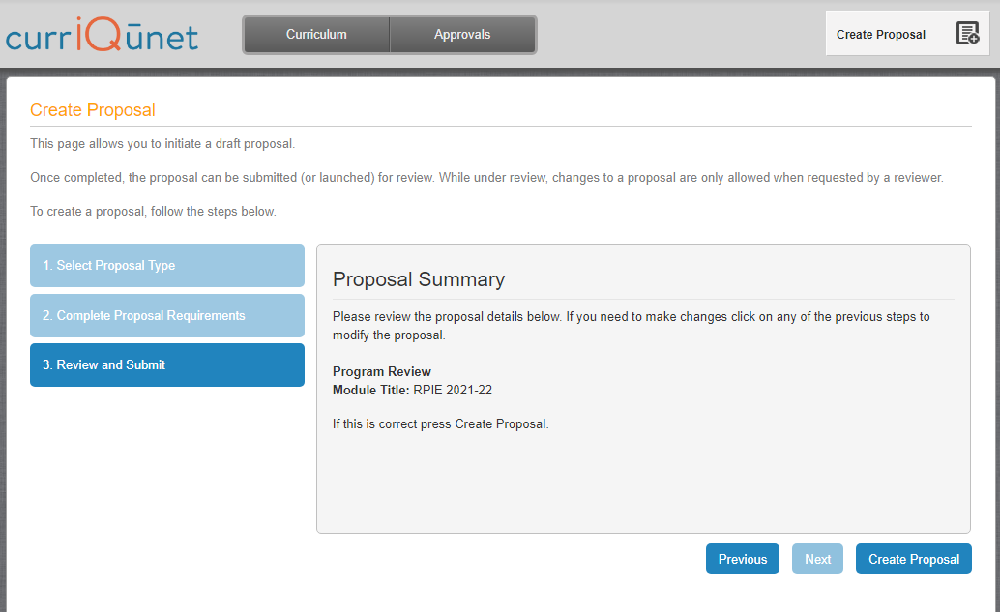 curriQūnet
Curriculum
Approvals
Create Proposal
Create Proposal
This page allows you to initiate a draft proposal.
Once completed, the proposal can be submitted (or launched) for review. While under review, changes to a proposal are only allowed when requested by a reviewer.
To create a proposal, follow the steps below.
1. Select Proposal Type
2. Complete Proposal Requirements
3. Review and Submit
Proposal Summary
Please review the proposal details below. If you need to make changes click on any of the previous steps to
modify the proposal.
Program Review
Module Title: RPIE 2021-22
If this is correct press Create Proposal.
Previous
Next
Create Proposal